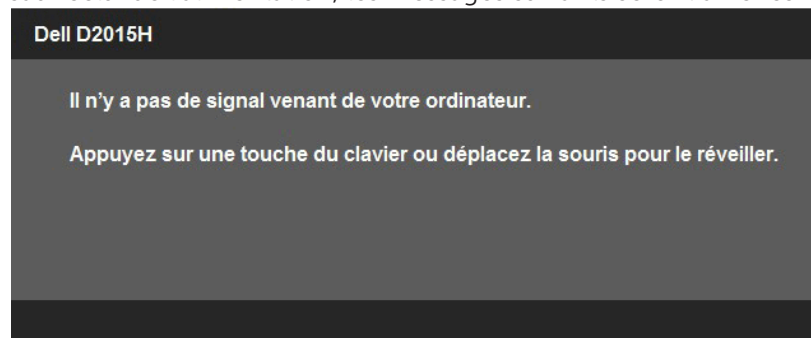 Dell D2015H
Il n'y a pas de signal venant de votre ordinateur.
Appuyez sur une touche du clavier ou déplacez la souris pour le réveiller.